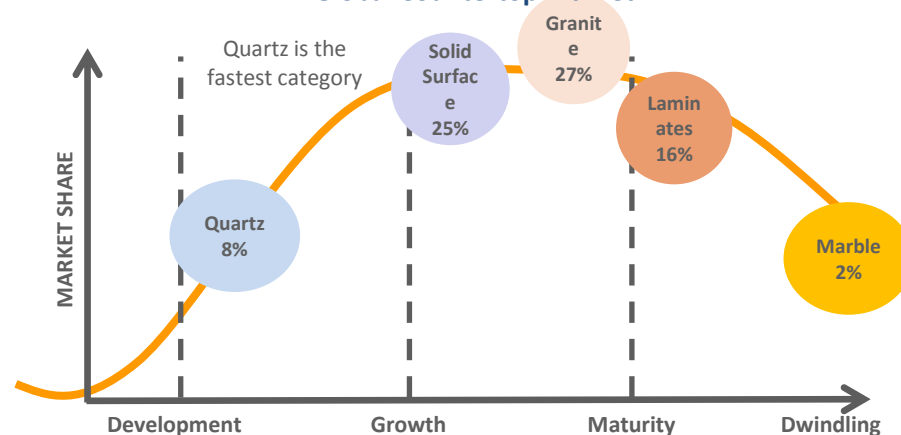 Quartz is the
fastest category
Granit
e
27%
Solid
Surfac
e
25%
Lamin
ates
16%
Quartz
8%
Marble
2%
MARKET SHARE
Development
Growth
Maturity
Dwindling